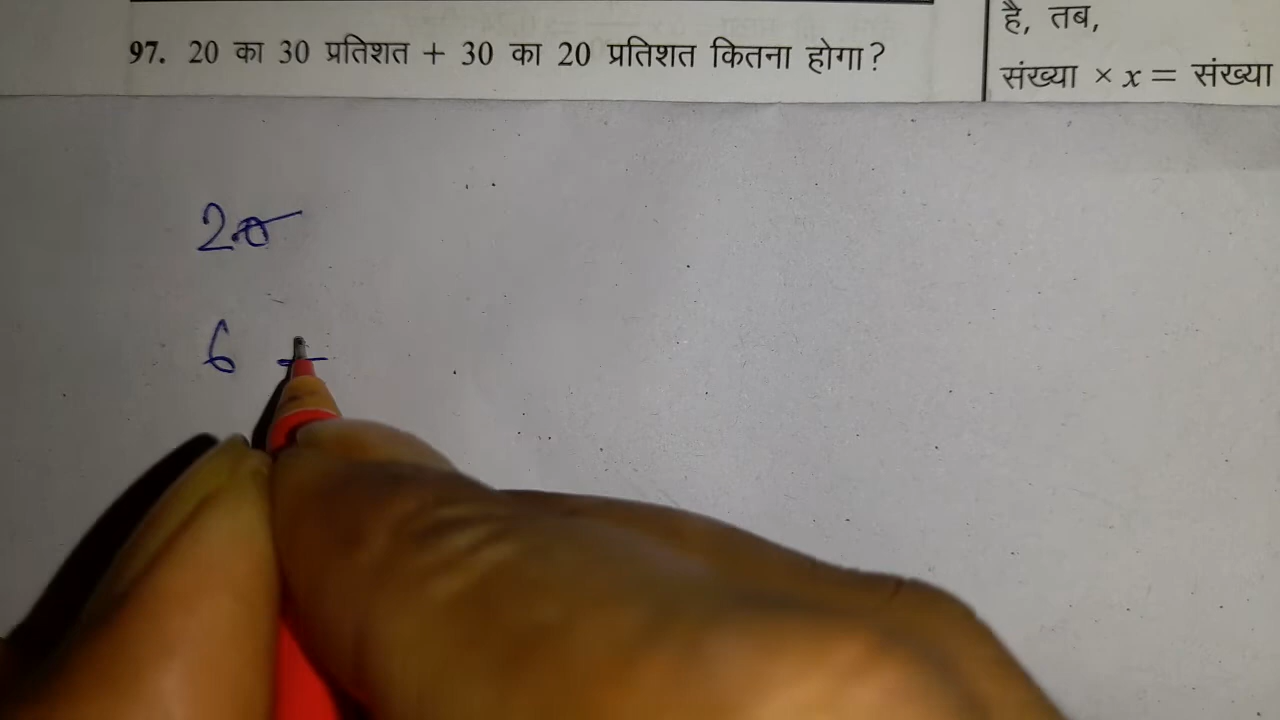 97. 20 का 30 प्रतिशत + 30 का 20 प्रतिशत कितना होगा?
है, तब,
संख्या × x = संख्या
20
6 +